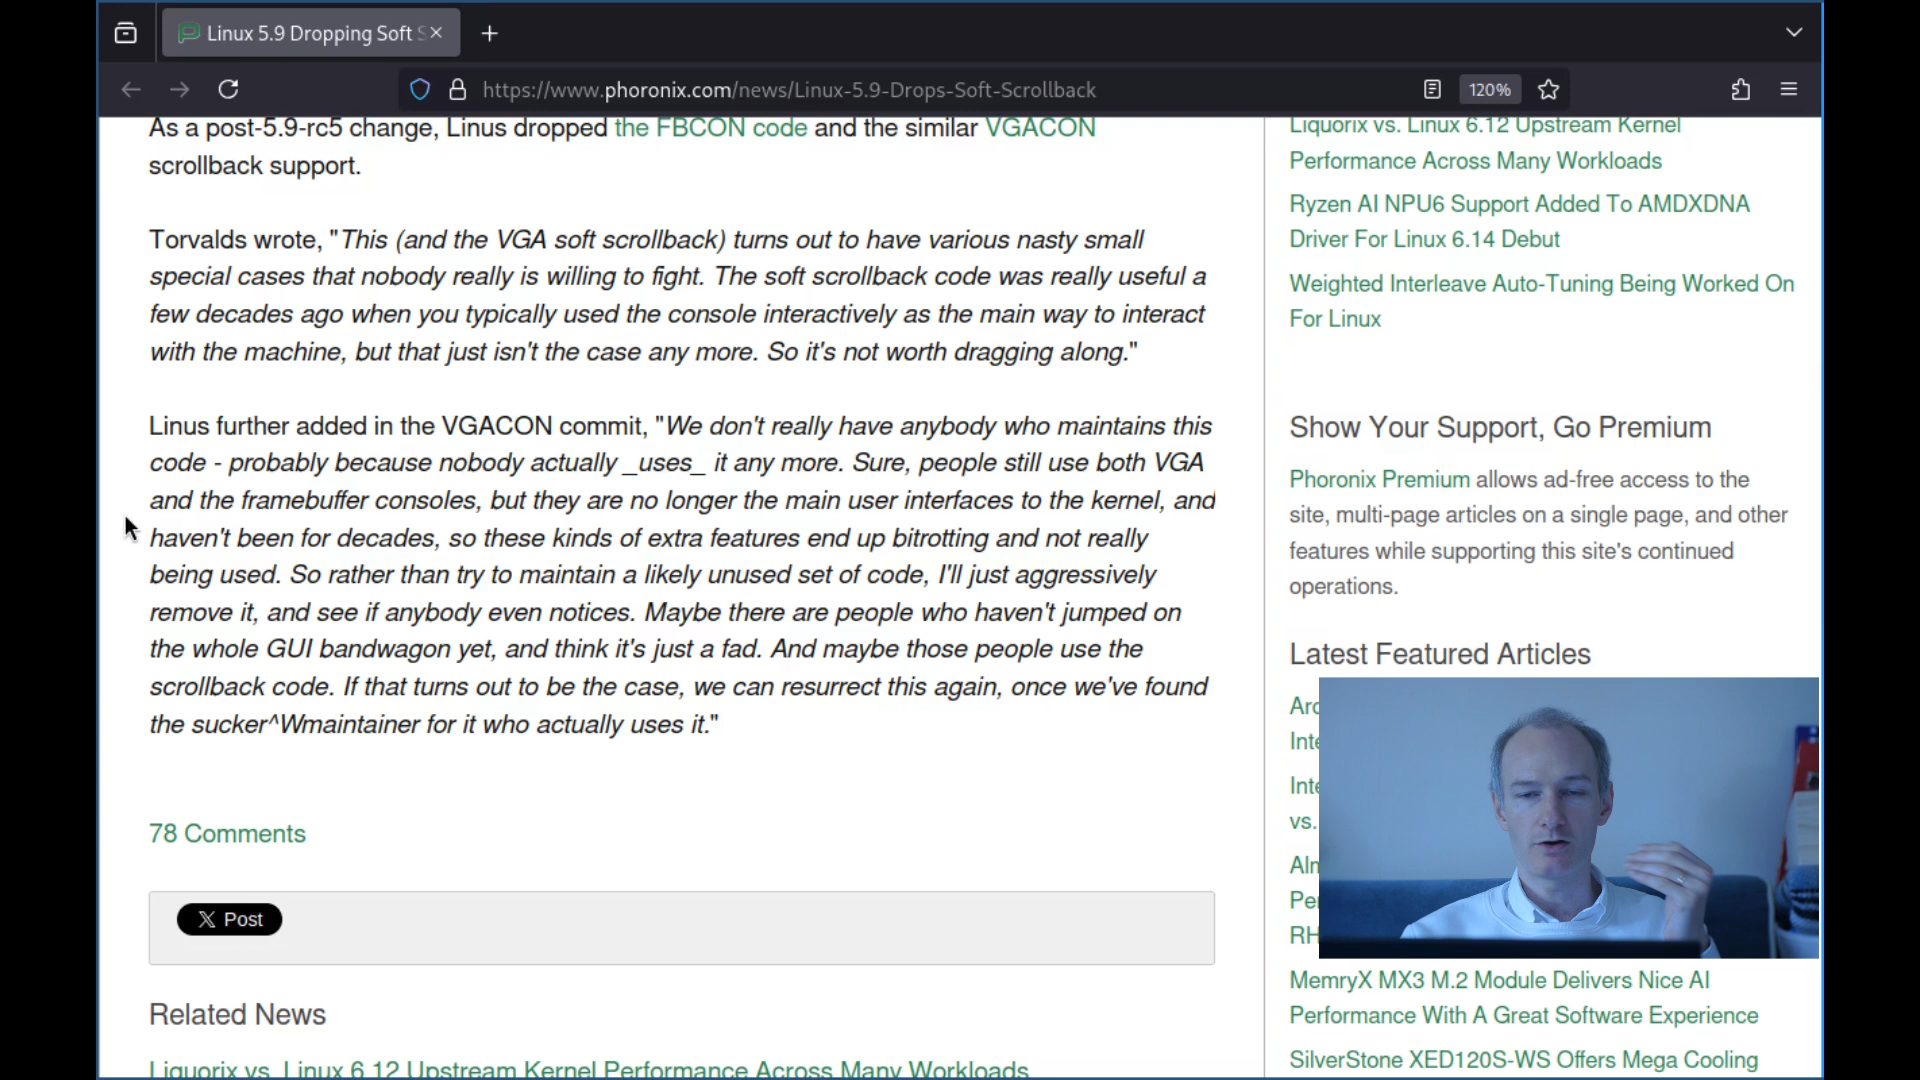 Linux 5.9 Dropping Soft S
https://www.phoronix.com/news/Linux-5.9-Drops-Soft-Scrollback
120%
As a post-5.9-rc5 change, Linus dropped the FBCON code and the similar VGACON
scrollback support.
Torvalds wrote, "This (and the VGA soft scrollback) turns out to have various nasty small
special cases that nobody really is willing to fight. The soft scrollback code was really useful a
few decades ago when you typically used the console interactively as the main way to interact
with the machine, but that just isn't the case any more. So it's not worth dragging along."
Linus further added in the VGACON commit, "We don't really have anybody who maintains this
code - probably because nobody actually _uses_ it any more. Sure, people still use both VGA
and the framebuffer consoles, but they are no longer the main user interfaces to the kernel, and
haven't been for decades, so these kinds of extra features end up bitrotting and not really
being used. So rather than try to maintain a likely unused set of code, I'll just aggressively
remove it, and see if anybody even notices. Maybe there are people who haven't jumped on
the whole GUI bandwagon yet, and think it's just a fad. And maybe those people use the
scrollback code. If that turns out to be the case, we can resurrect this again, once we've found
the sucker^Wmaintainer for it who actually uses it."
78 Comments
X Post
Related News
Liquorix vs. Linux 6.12 Upstream Kernel Performance Across Many Workloads
Liquorix vs. Linux 6.12 Upstream Kernel
Performance Across Many Workloads
Ryzen AI NPU6 Support Added To AMDXDNA
Driver For Linux 6.14 Debut
Weighted Interleave Auto-Tuning Being Worked On
For Linux
Show Your Support, Go Premium
Phoronix Premium allows ad-free access to the
site, multi-page articles on a single page, and other
features while supporting this site's continued
operations.
Latest Featured Articles
Arc
Inte
Inte
vs.
Alm
Per
RH
MemryX MX3 M.2 Module Delivers Nice AI
Performance With A Great Software Experience
SilverStone XED120S-WS Offers Mega Cooling